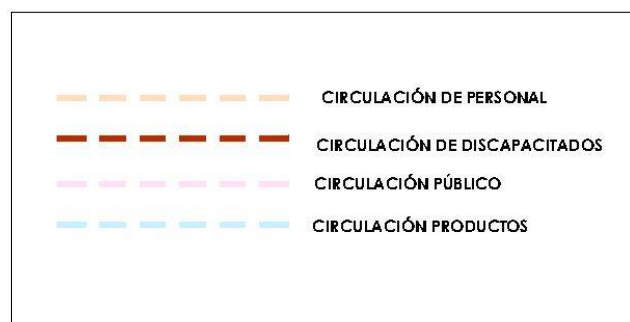 CIRCULACIÓN DE PERSONAL
CIRCULACIÓN DE DISCAPACITADOS
CIRCULACIÓN PÚBLICO
CIRCULACIÓN PRODUCTOS